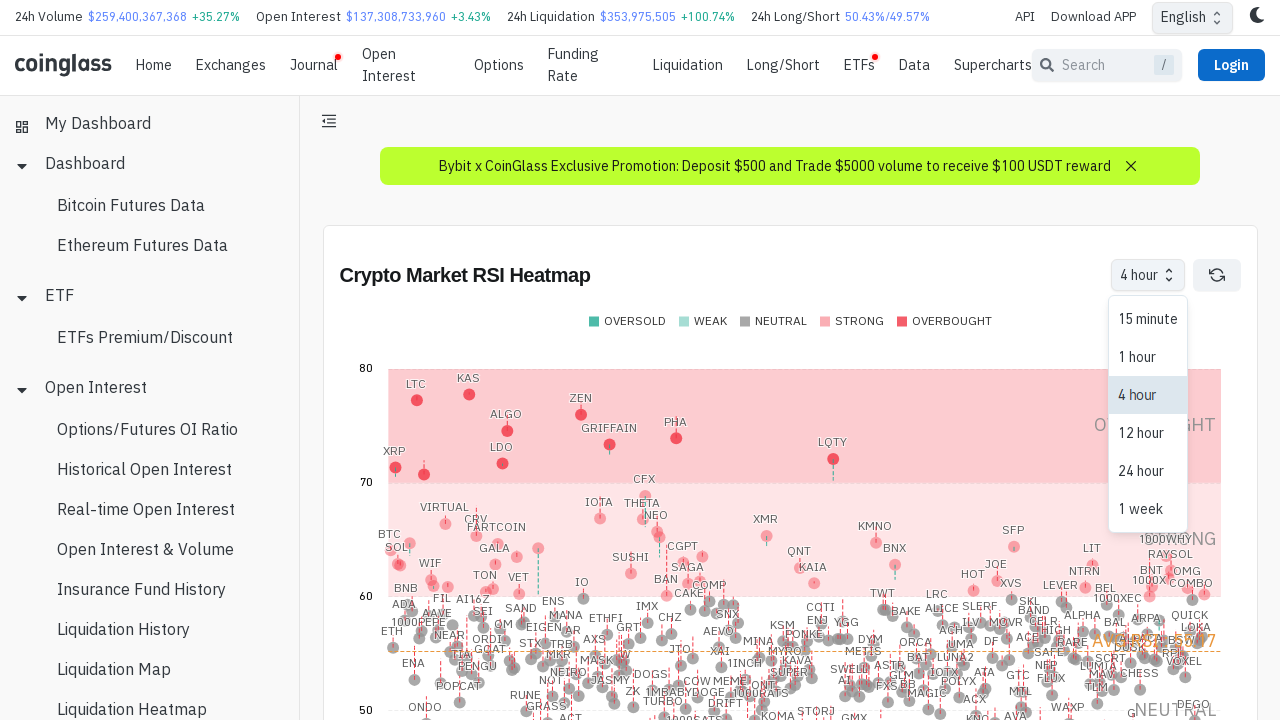 24h Volume $259,400,367,368 +35.27% Open Interest $137,308,733,960 +3.43% 24h Liquidation $353,975,505 +100.74% 24h Long/Short 50.43%/49.57% API Download APP English
coinglass Home Exchanges Journal Open Interest Options Funding Rate Liquidation Long/Short ETFs Data Supercharts Search / Login
My Dashboard
Dashboard
Bitcoin Futures Data
Ethereum Futures Data
ETF
ETFs Premium/Discount
Open Interest
Options/Futures OI Ratio
Historical Open Interest
Real-time Open Interest
Open Interest & Volume
Insurance Fund History
Liquidation History
Liquidation Map
Liquidation Heatmap
Bybit x CoinGlass Exclusive Promotion: Deposit $500 and Trade $5000 volume to receive $100 USDT reward
Crypto Market RSI Heatmap
4 hour
15 minute
1 hour
4 hour
12 hour
24 hour
1 week
OVERSOLD WEAK NEUTRAL STRONG OVERBOUGHT
80
LTC KAS
ZEN
ALGO
GRIFFAIN PHA
LDO LQTY
XRP
70
CFX
IOTA THETA
VIRTUAL
CRV NEO XMR
FARTCOIN KMNO SFP
BTC 1000WHY
SOL GALA CGPT QNT BNX LIT RAYSOL
WIF SUSHI SAGA KAIA JOE
TON VET BAN HOT NTRN BNT OMG
BNB IO COMP XVS LEVER BEL 1000X COMBO
60
CAKE TWT LRC 1000XEC
ADA FIL AI16Z SAND ENS IMX COTI ALICE SLERF SKL
AAVE SEI MANA SNX BAKE BAND ALPHA QUICK
1000PEPE OM EIGEN ETHFI CHZ ENJ YGG ILV MOVR CELR BAL ARPA
ETH NEAR ORDI AR GRT AEVO PONKE ACH HIGH
STX TRB AXS MINA DYM ORCA UMA DF ACE RARE
TIA GOAT MKR JTO XAI MYRO METIS BAT LUNA2 SAFE DUSK
ENA PENGU MASK 1INCH KAVA ASTR NFP SCRT VOXEL
NEIRO SUPER SWELL GLM IOTX ATA GTC LUMIA CHESS
POPCAT NOT JASMY DOGS COW MEME AI FXS BB POLYX FLUX MAV
RUNE ZK 1MBABYDOGE 1000RATS MAGIC MTL TLM
ONDO GRASS TURBO DRIFT STORJ ACX WAXP PEOPLE
ACT KOMA GMX AVA
50
NEUTRAL